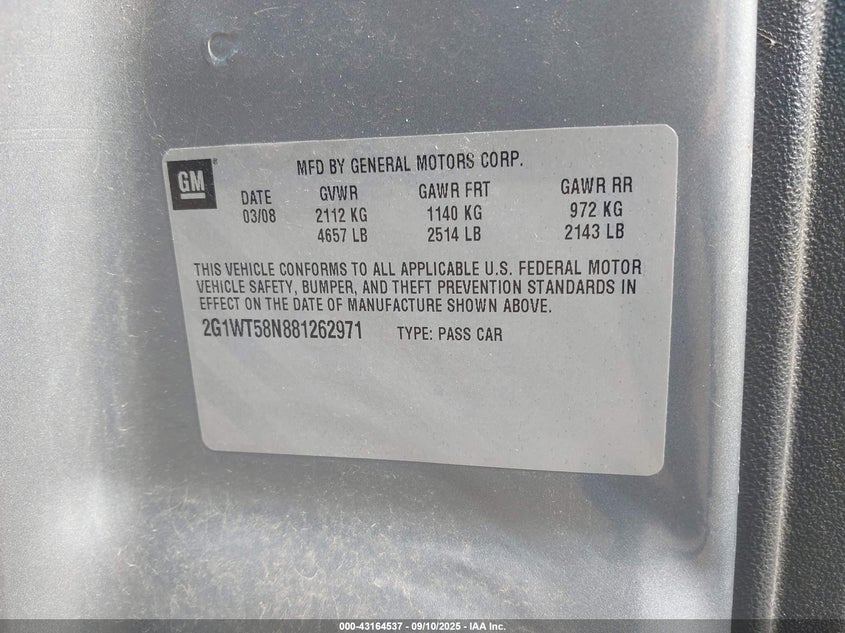 GM ®
MFD BY GENERAL MOTORS CORP.
DATE GVWR GAWR FRT GAWR RR
03/08 2112 KG 1140 KG 972 KG
4657 LB 2514 LB 2143 LB
THIS VEHICLE CONFORMS TO ALL APPLICABLE U.S. FEDERAL MOTOR
VEHICLE SAFETY, BUMPER, AND THEFT PREVENTION STANDARDS IN
EFFECT ON THE DATE OF MANUFACTURE SHOWN ABOVE.
2G1WT58N881262971 TYPE: PASS CAR
000-43164537 - 09/10/2025 - IAA Inc.